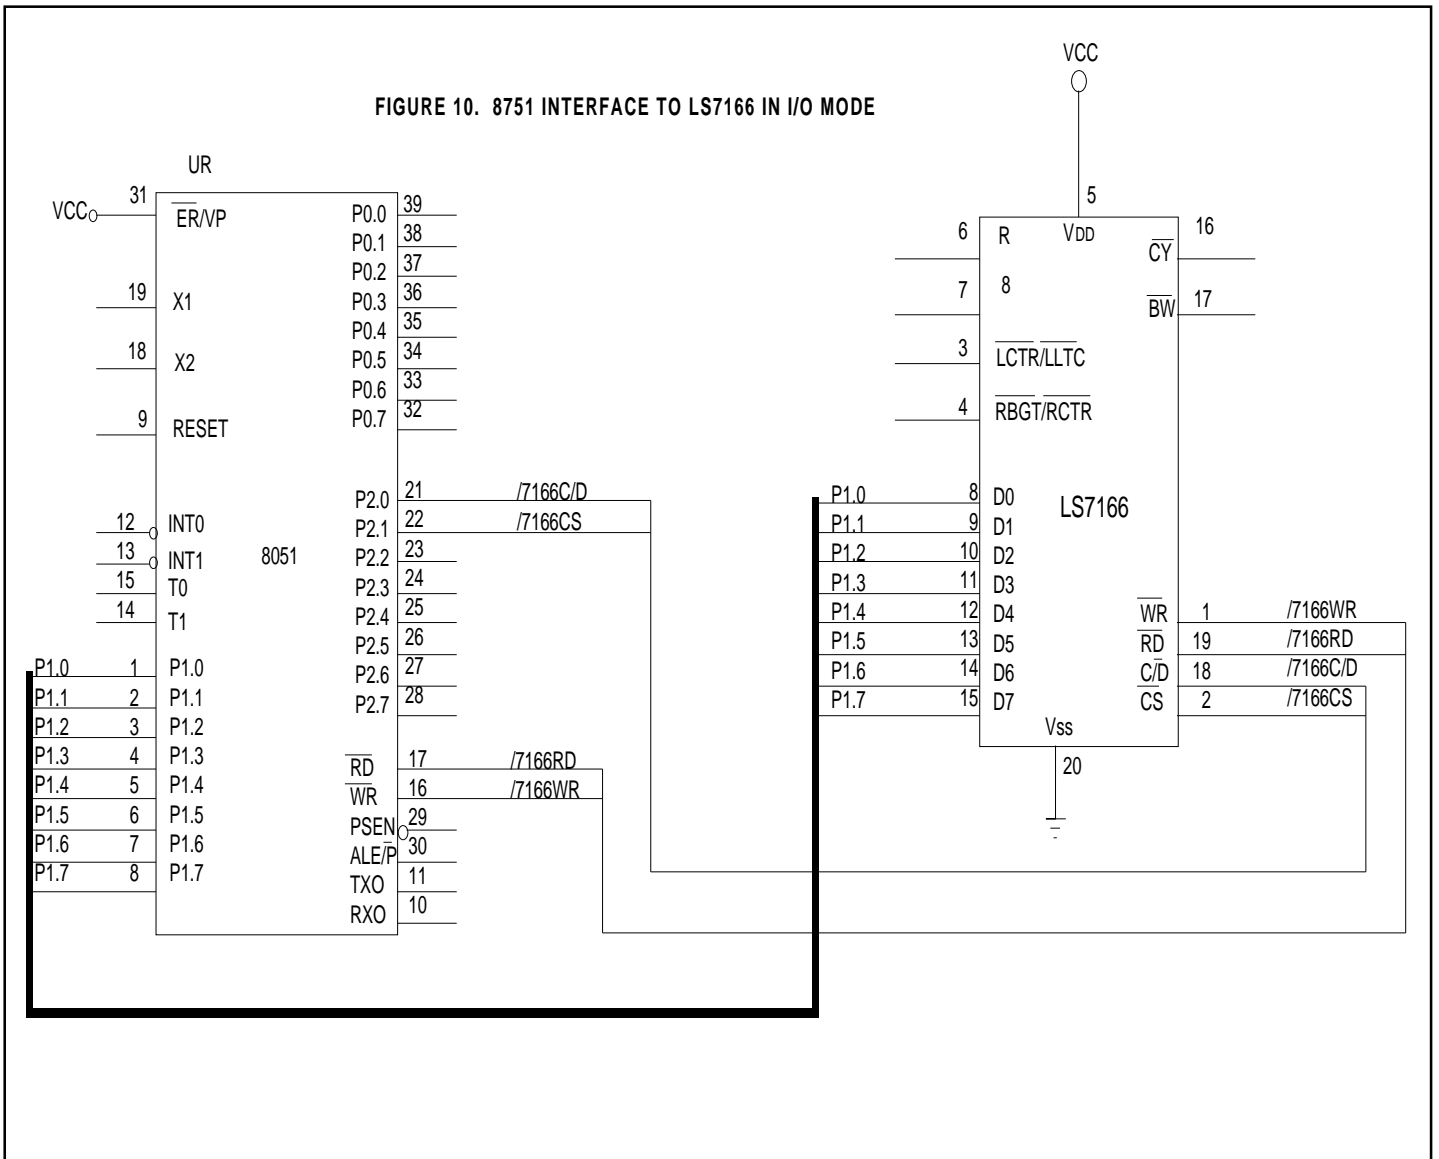 VCC
FIGURE 10. 8751 INTERFACE TO LS7166 IN I/O MODE
UR
VCC 31 ER/VP
19 X1
18 X2
9 RESET
12 INT0
13 INT1
15 T0
14 T1
8051
P1.0 1 P1.0
P1.1 2 P1.1
P1.2 3 P1.2
P1.3 4 P1.3
P1.4 5 P1.4
P1.5 6 P1.5
P1.6 7 P1.6
P1.7 8 P1.7
P0.0 39
P0.1 38
P0.2 37
P0.3 36
P0.4 35
P0.5 34
P0.6 33
P0.7 32
P2.0 21 /7166C/D
P2.1 22 /7166CS
P2.2 23
P2.3 24
P2.4 25
P2.5 26
P2.6 27
P2.7 28
RD 17 /7166RD
WR 16 /7166WR
PSEN 29
ALE/P 30
TXO 11
RXO 10
5
VDD
6 R
7 8
3 LCTR/LLTC
4 RBGT/RCTR
P1.0 8 D0
P1.1 9 D1
P1.2 10 D2
P1.3 11 D3
P1.4 12 D4
P1.5 13 D5
P1.6 14 D6
P1.7 15 D7
LS7166
CY 16
BW 17
WR 1 /7166WR
RD 19 /7166RD
C/D 18 /7166C/D
CS 2 /7166CS
Vss
20